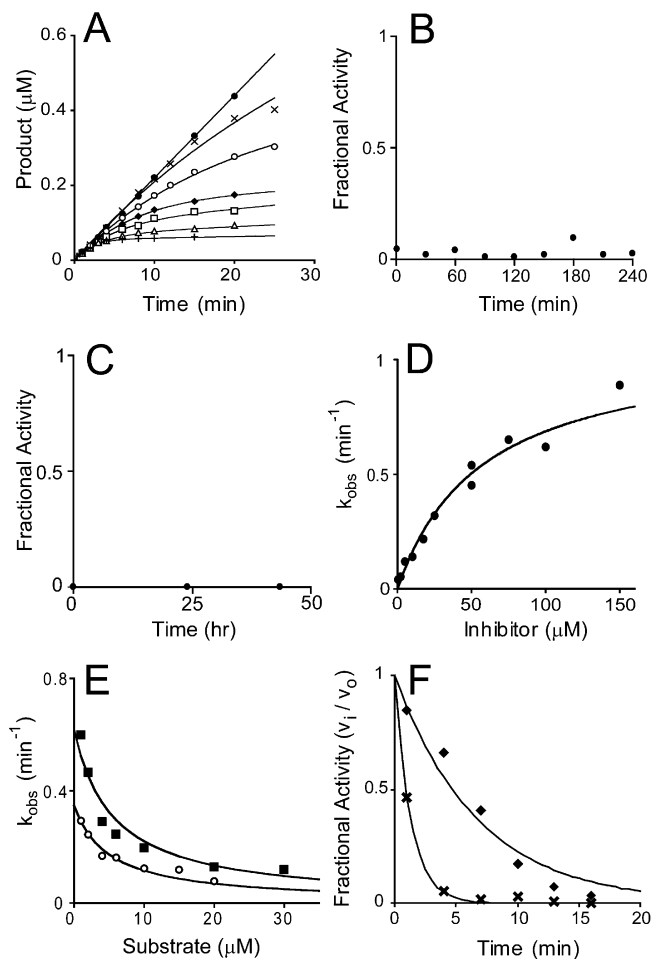 A
Product (μM)
0.6
0.4
0.2
0
0
10
20
30
Time (min)
B
Fractional Activity
1
0.5
0
0
60
120
180
240
Time (min)
C
Fractional Activity
1
0.5
0
0
25
50
Time (hr)
D
kobs (min-1)
1
0.5
0
0
50
100
150
Inhibitor (μM)
E
kobs (min-1)
0.8
0.4
0
0
10
20
30
Substrate (μM)
F
Fractional Activity (vi / vo)
1
0.5
0
0
5
10
15
20
Time (min)